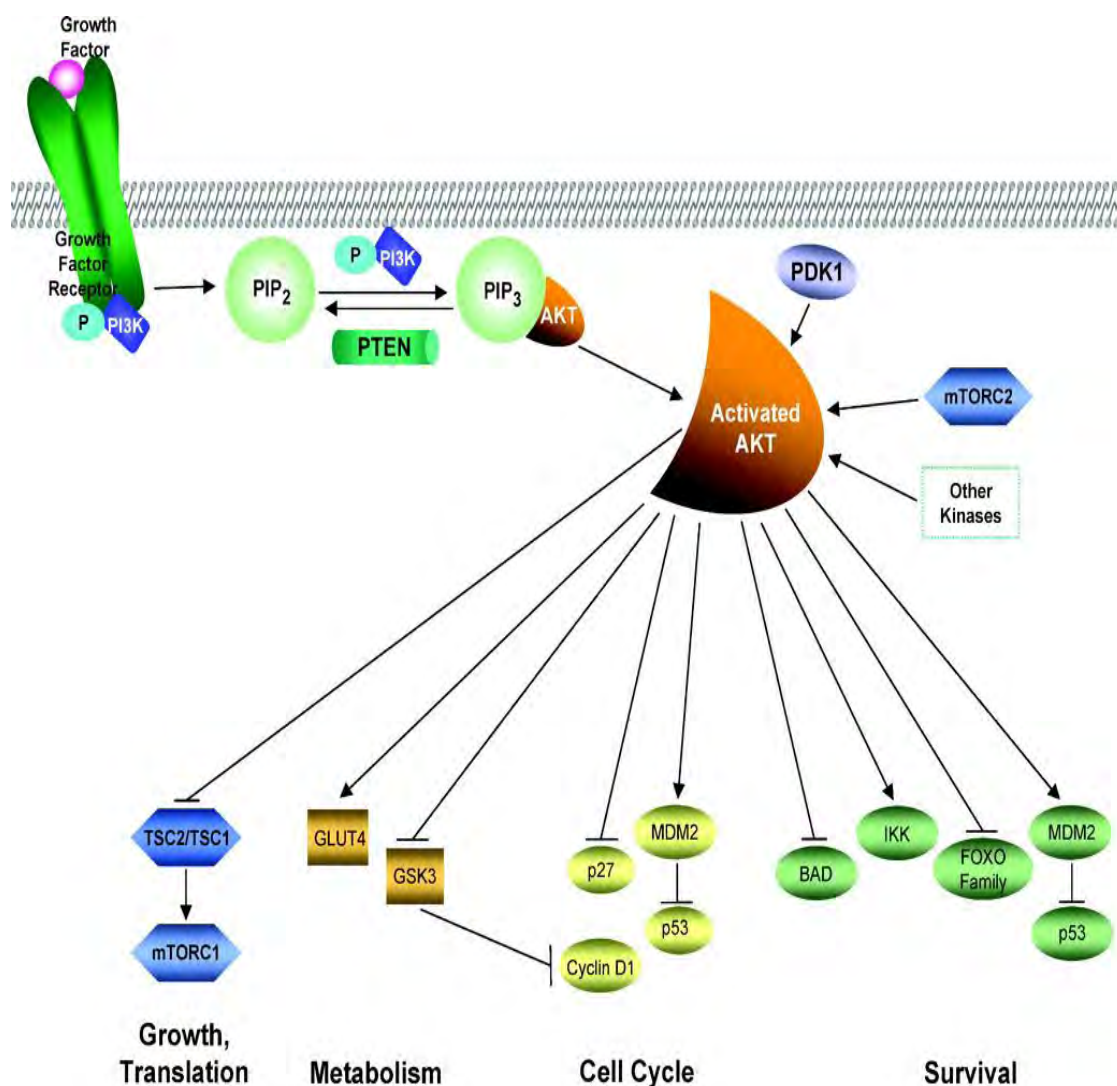 Growth
Factor
Growth
Factor
Receptor
P
PI3K
PIP2
P
PI3K
PTEN
PIP3
AKT
PDK1
Activated
AKT
mTORC2
Other
Kinases
TSC2/TSC1
mTORC1
GLUT4
GSK3
p27
MDM2
p53
Cyclin D1
BAD
IKK
FOXO
Family
MDM2
p53
Growth,
Translation
Metabolism
Cell Cycle
Survival